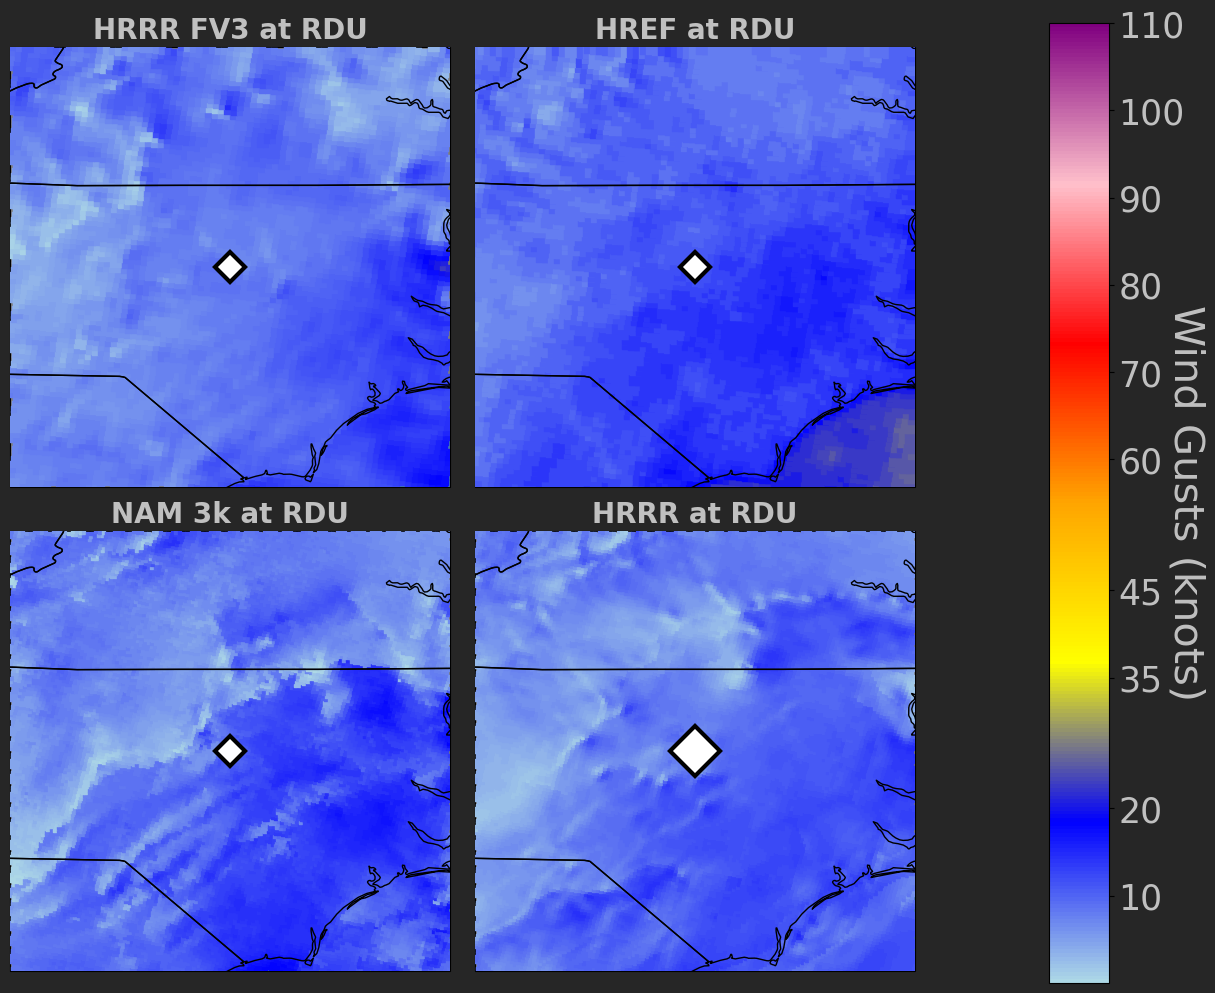 HRRR FV3 at RDU
HREF at RDU
NAM 3k at RDU
HRRR at RDU
110
100
90
80
70
60
45
35
20
10
Wind Gusts (knots)